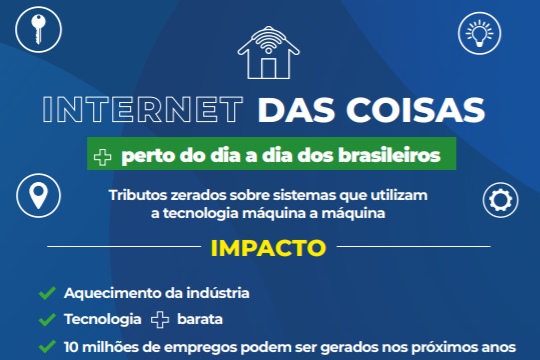 INTERNET DAS COISAS
+ perto do dia a dia dos brasileiros
Tributos zerados sobre sistemas que utilizam
a tecnologia máquina a máquina
IMPACTO
Aquecimento da indústria
Tecnologia + barata
10 milhões de empregos podem ser gerados nos próximos anos